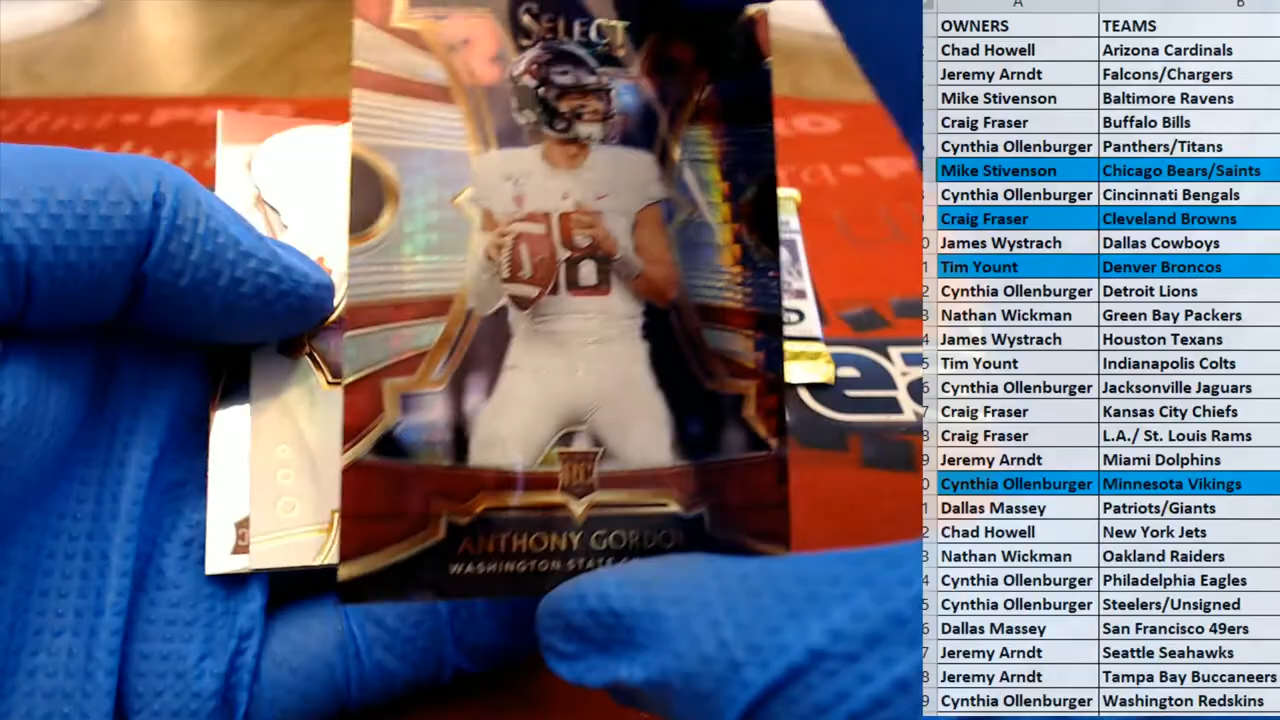 SELECT
RC
ANTHONY GORDO
WASHINGTON STATE
A B
OWNERS TEAMS
Chad Howell Arizona Cardinals
Jeremy Arndt Falcons/Chargers
Mike Stivenson Baltimore Ravens
Craig Fraser Buffalo Bills
Cynthia Ollenburger Panthers/Titans
Mike Stivenson Chicago Bears/Saints
Cynthia Ollenburger Cincinnati Bengals
Craig Fraser Cleveland Browns
James Wystrach Dallas Cowboys
Tim Yount Denver Broncos
Cynthia Ollenburger Detroit Lions
Nathan Wickman Green Bay Packers
James Wystrach Houston Texans
Tim Yount Indianapolis Colts
Cynthia Ollenburger Jacksonville Jaguars
Craig Fraser Kansas City Chiefs
Craig Fraser L.A./ St. Louis Rams
Jeremy Arndt Miami Dolphins
Cynthia Ollenburger Minnesota Vikings
Dallas Massey Patriots/Giants
Chad Howell New York Jets
Nathan Wickman Oakland Raiders
Cynthia Ollenburger Philadelphia Eagles
Cynthia Ollenburger Steelers/Unsigned
Dallas Massey San Francisco 49ers
Jeremy Arndt Seattle Seahawks
Jeremy Arndt Tampa Bay Buccaneers
Cynthia Ollenburger Washington Redskins